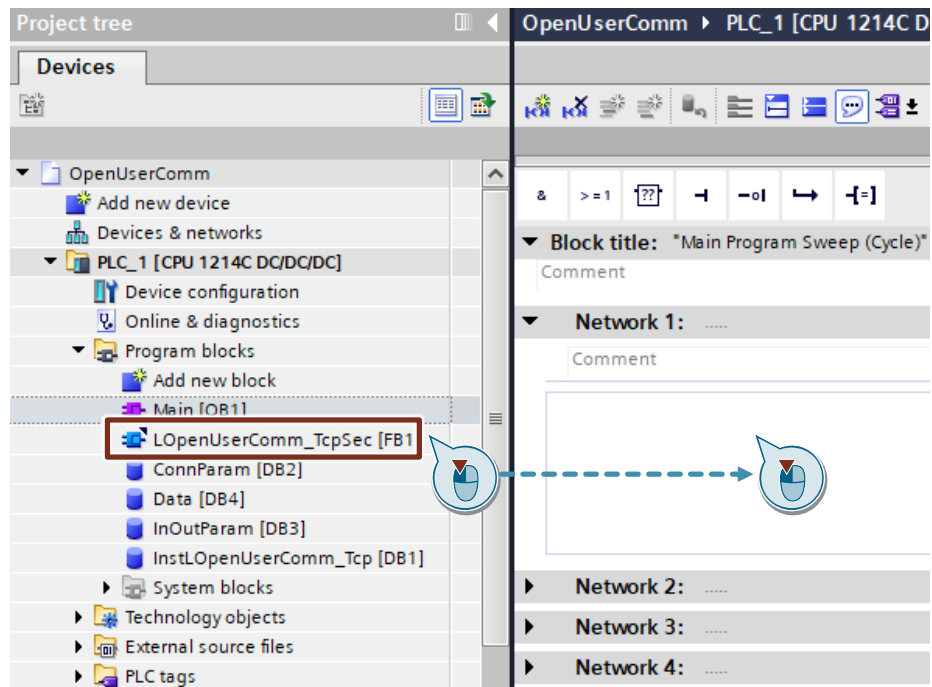 Project tree
Devices
OpenUserComm
Add new device
Devices & networks
PLC_1 [CPU 1214C DC/DC/DC]
Device configuration
Online & diagnostics
Program blocks
Add new block
Main [OB1]
LOpenUserComm_TcpSec [FB1
ConnParam [DB2]
Data [DB4]
InOutParam [DB3]
InstLOpenUserComm_Tcp [DB1]
System blocks
Technology objects
External source files
PLC tags
OpenUserComm PLC_1 [CPU 1214C D
& >=1 ??
Block title: "Main Program Sweep (Cycle)"
Comment
Network 1: .....
Comment
Network 2: .....
Network 3: .....
Network 4: .....